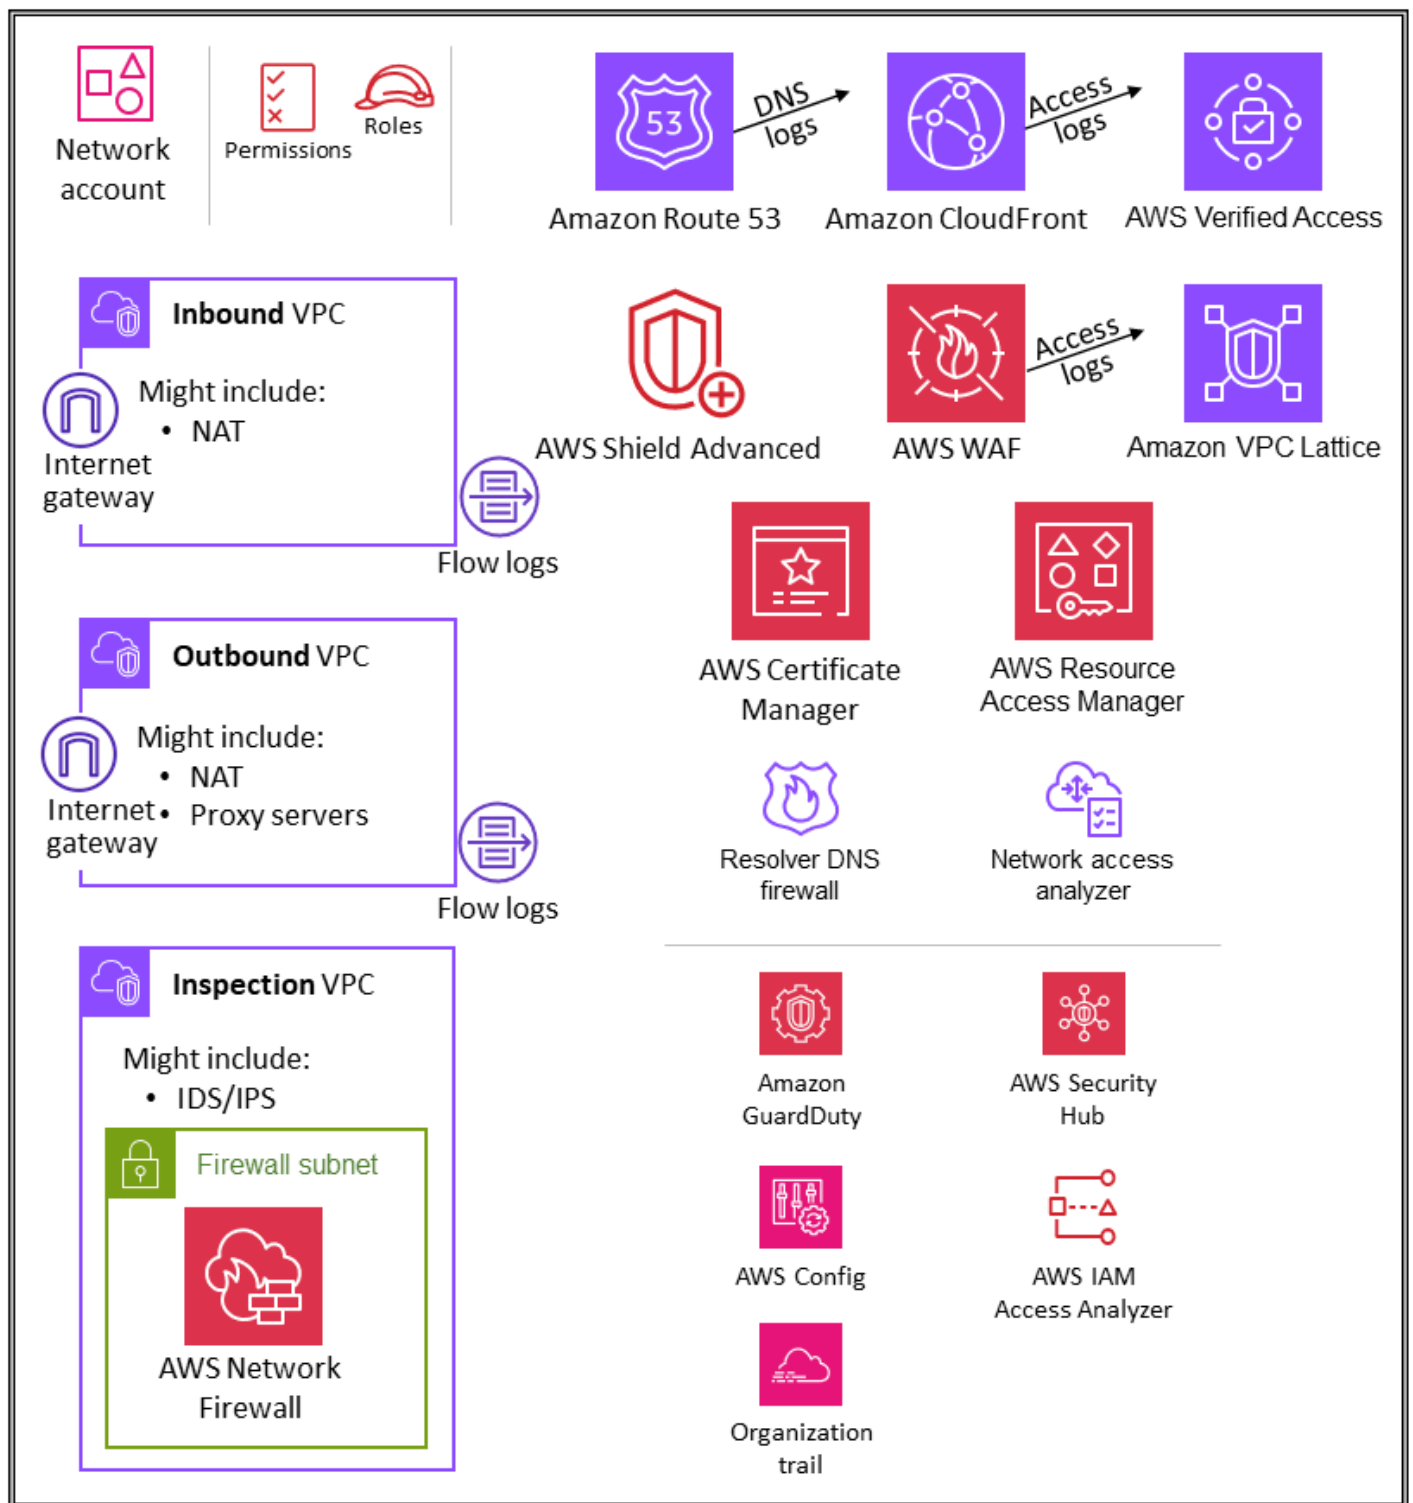 Network
account
Permissions
Roles
53
DNS
logs
Access
logs
Amazon Route 53
Amazon CloudFront
AWS Verified Access
Inbound VPC
Might include:
• NAT
Internet
gateway
Flow logs
Access
logs
AWS Shield Advanced
AWS WAF
Amazon VPC Lattice
AWS Certificate
Manager
AWS Resource
Access Manager
Outbound VPC
Might include:
• NAT
• Proxy servers
Internet
gateway
Flow logs
Resolver DNS
firewall
Network access
analyzer
Inspection VPC
Might include:
• IDS/IPS
Firewall subnet
AWS Network
Firewall
Amazon
GuardDuty
AWS Security
Hub
AWS Config
AWS IAM
Access Analyzer
Organization
trail